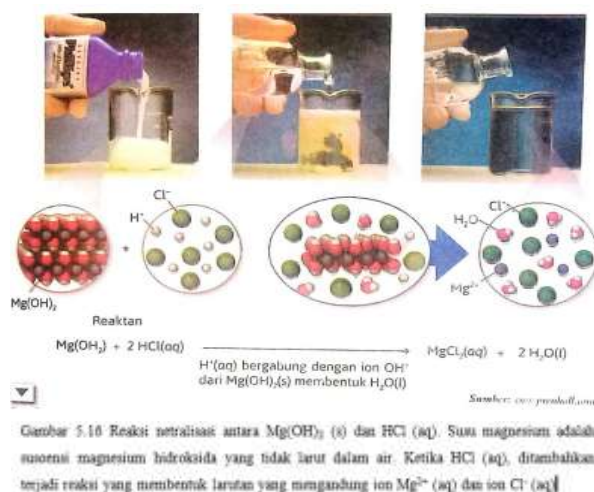 Phillips'
Cl⁻
H⁺
+
Mg(OH)₂
Cl⁻
H₂O
Mg²⁺
Reaktan
Mg(OH₂) + 2 HCl(aq)
MgCl₂(aq) + 2 H₂O(l)
H⁺(aq) bergabung dengan ion OH⁻
dari Mg(OH)₂(s) membentuk H₂O(l)
Sumber:
Gambar 5.16 Reaksi netralisasi antara Mg(OH)₂ (s) dan HCl (aq). Susu magnesium adalah
susoensi magnesium hidroksida yang tidak larut dalam air. Ketika HCl (aq), ditambahkan
terjadi reaksi yang membentuk larutan yang mengandung ion Mg²⁺ (aq) dan ion Cl⁻ (aq)